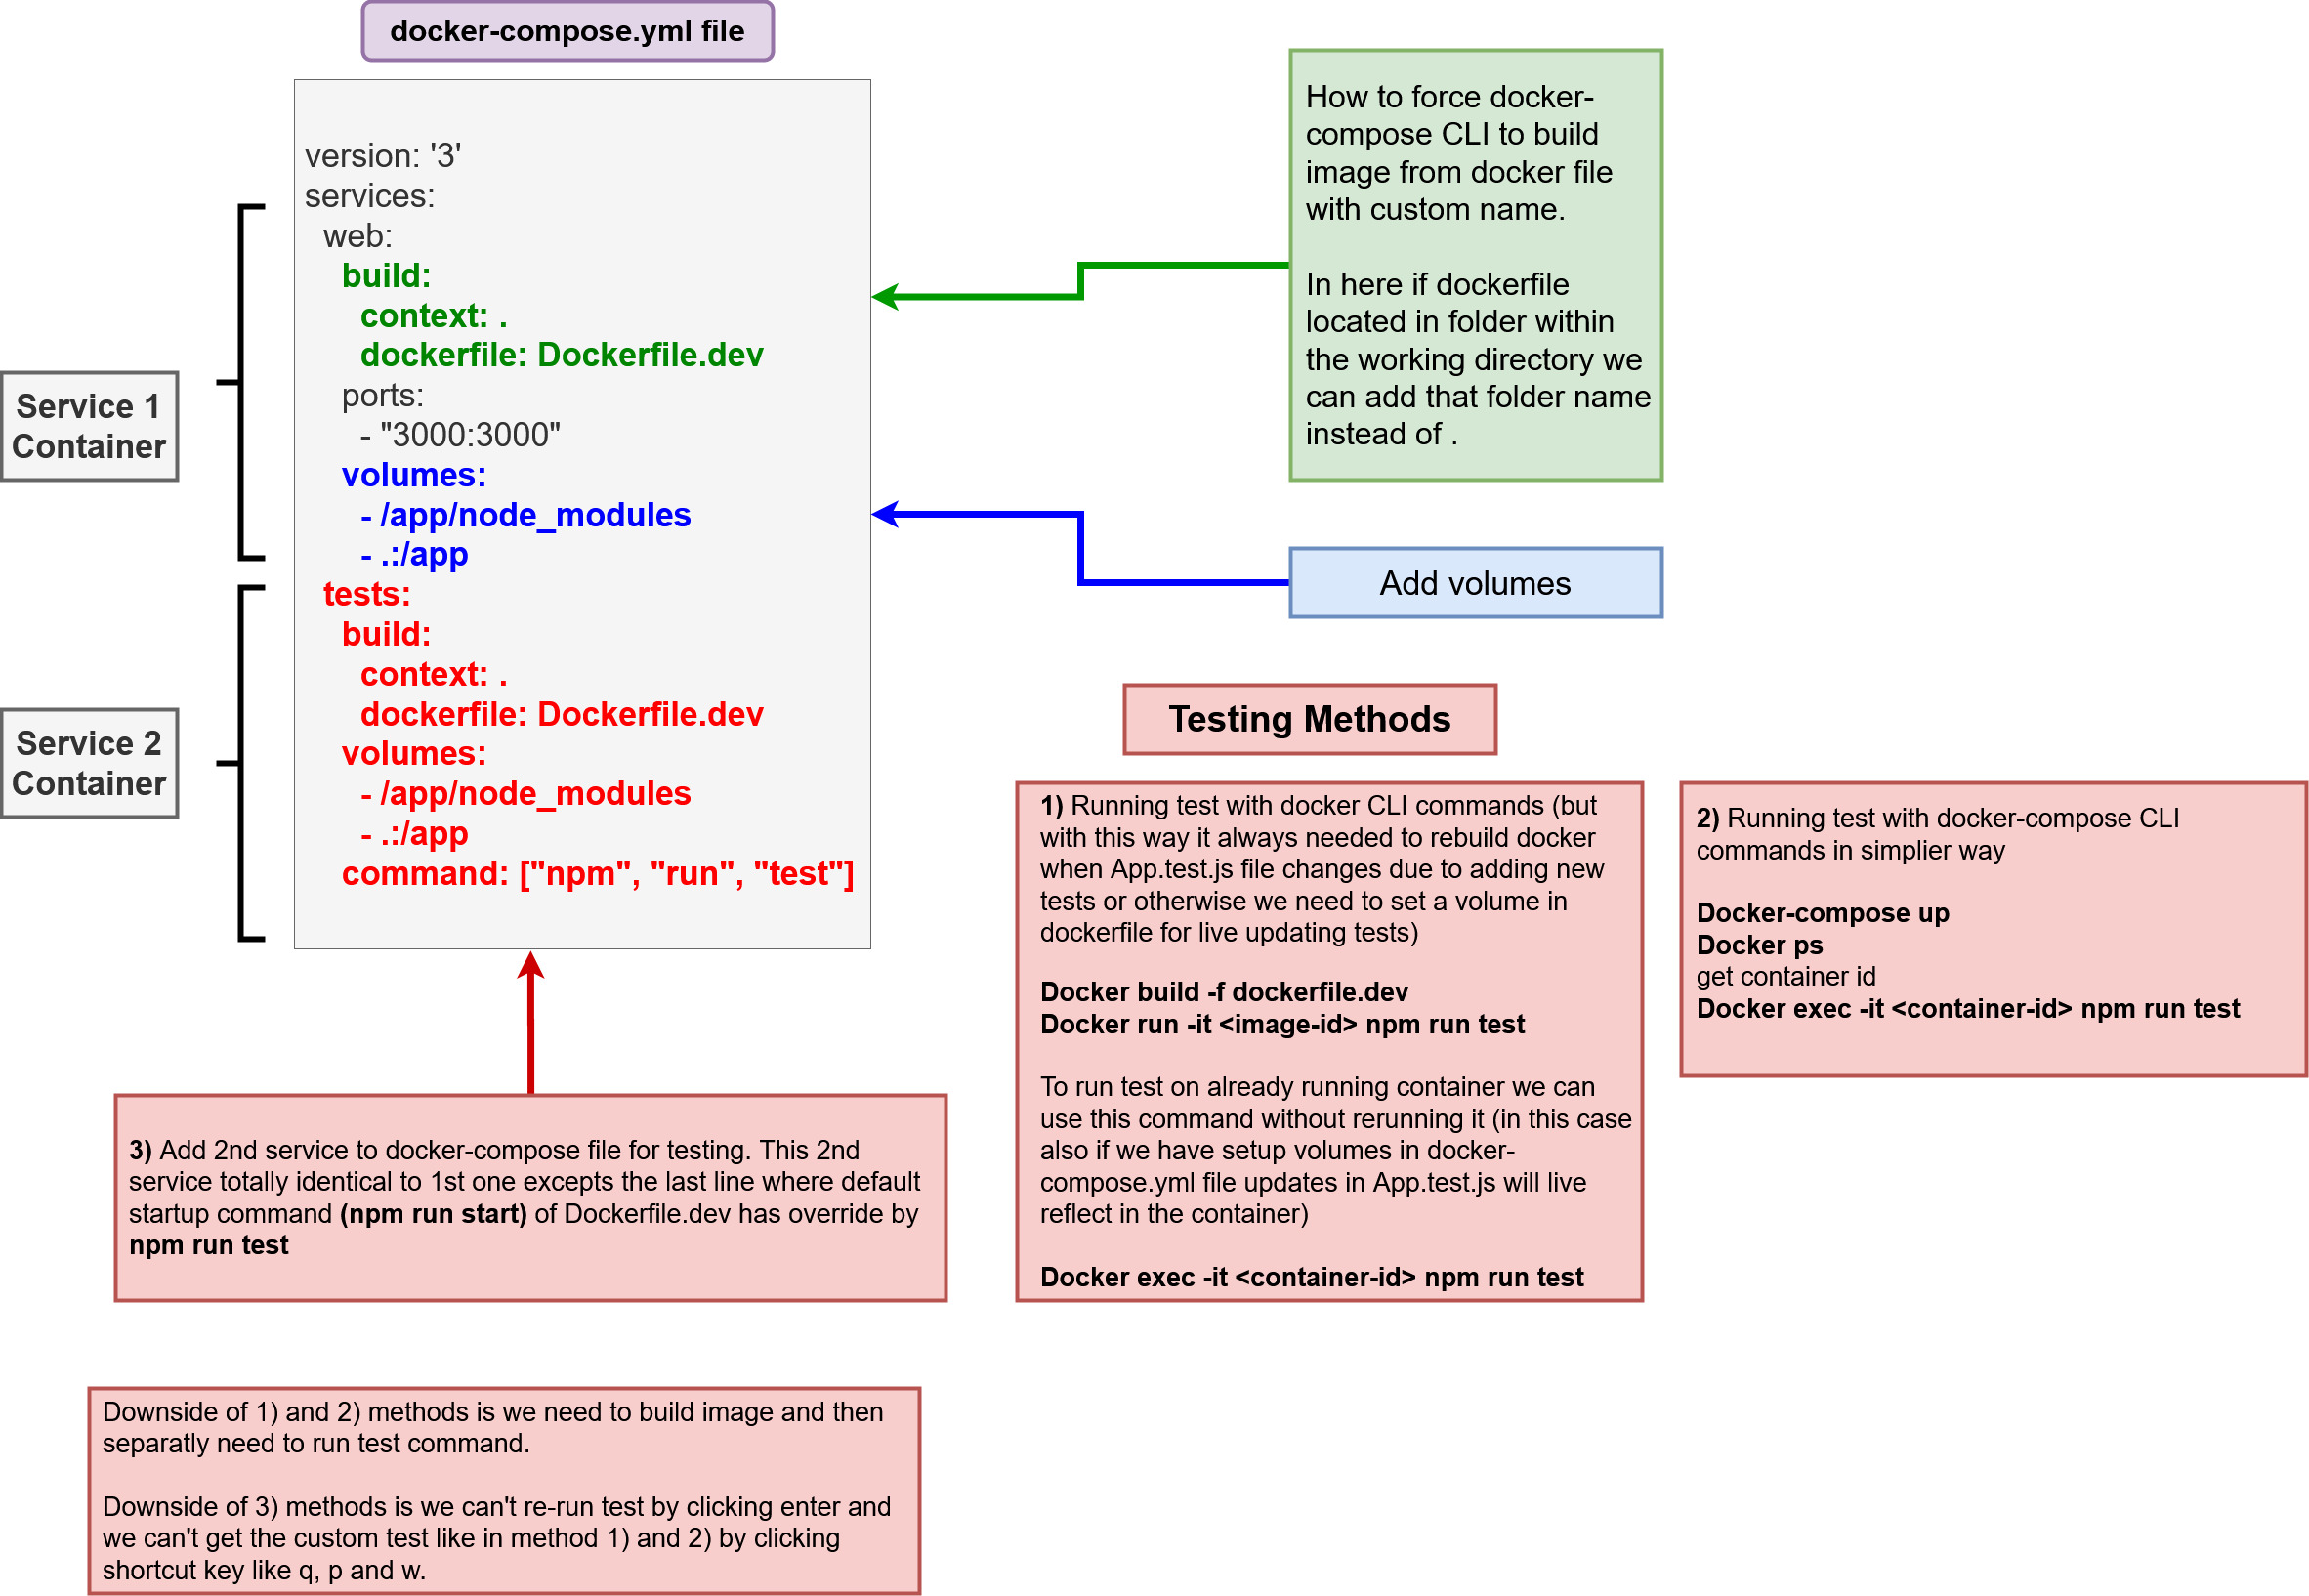 docker-compose.yml file
version: '3'
services:
web:
build:
context: .
dockerfile: Dockerfile.dev
ports:
- "3000:3000"
volumes:
- /app/node_modules
- .:/app
tests:
build:
context: .
dockerfile: Dockerfile.dev
volumes:
- /app/node_modules
- .:/app
command: ["npm", "run", "test"]
Service 1
Container
Service 2
Container
How to force docker-
compose CLI to build
image from docker file
with custom name.
In here if dockerfile
located in folder within
the working directory we
can add that folder name
instead of .
Add volumes
Testing Methods
1) Running test with docker CLI commands (but
with this way it always needed to rebuild docker
when App.test.js file changes due to adding new
tests or otherwise we need to set a volume in
dockerfile for live updating tests)
Docker build -f dockerfile.dev
Docker run -it <image-id> npm run test
To run test on already running container we can
use this command without rerunning it (in this case
also if we have setup volumes in docker-
compose.yml file updates in App.test.js will live
reflect in the container)
Docker exec -it <container-id> npm run test
2) Running test with docker-compose CLI
commands in simplier way
Docker-compose up
Docker ps
get container id
Docker exec -it <container-id> npm run test
3) Add 2nd service to docker-compose file for testing. This 2nd
service totally identical to 1st one excepts the last line where default
startup command (npm run start) of Dockerfile.dev has override by
npm run test
Downside of 1) and 2) methods is we need to build image and then
separatly need to run test command.
Downside of 3) methods is we can't re-run test by clicking enter and
we can't get the custom test like in method 1) and 2) by clicking
shortcut key like q, p and w.